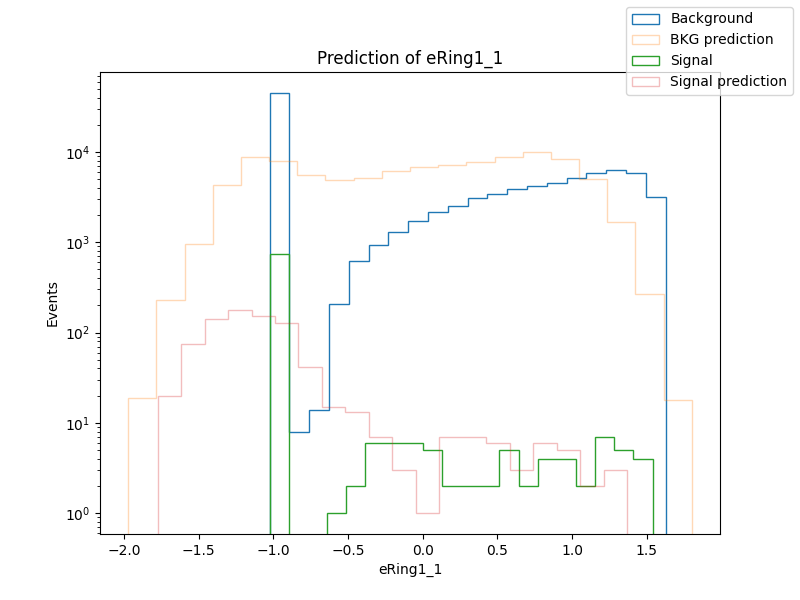 Prediction of eRing1_1
Background
BKG prediction
Signal
Signal prediction
Events
10⁴
10³
10²
10¹
10⁰
−2.0 −1.5 −1.0 −0.5 0.0 0.5 1.0 1.5
eRing1_1